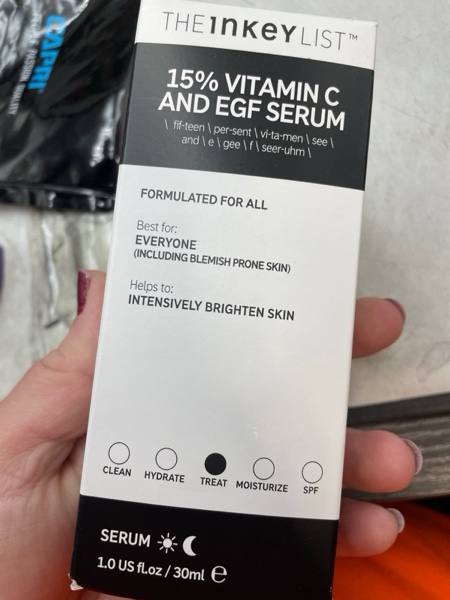 THE INKEY LIST™
15% VITAMIN C
AND EGF SERUM
\ fif-teen \ per-sent \ vi-ta-men \ see \
and \ e \ gee \ f \ seer-uhm \
FORMULATED FOR ALL
Best for:
EVERYONE
(INCLUDING BLEMISH PRONE SKIN)
Helps to:
INTENSIVELY BRIGHTEN SKIN
CLEAN HYDRATE TREAT MOISTURIZE SPF
SERUM
1.0 US fl.oz / 30ml e
CAPRI
QUALITY